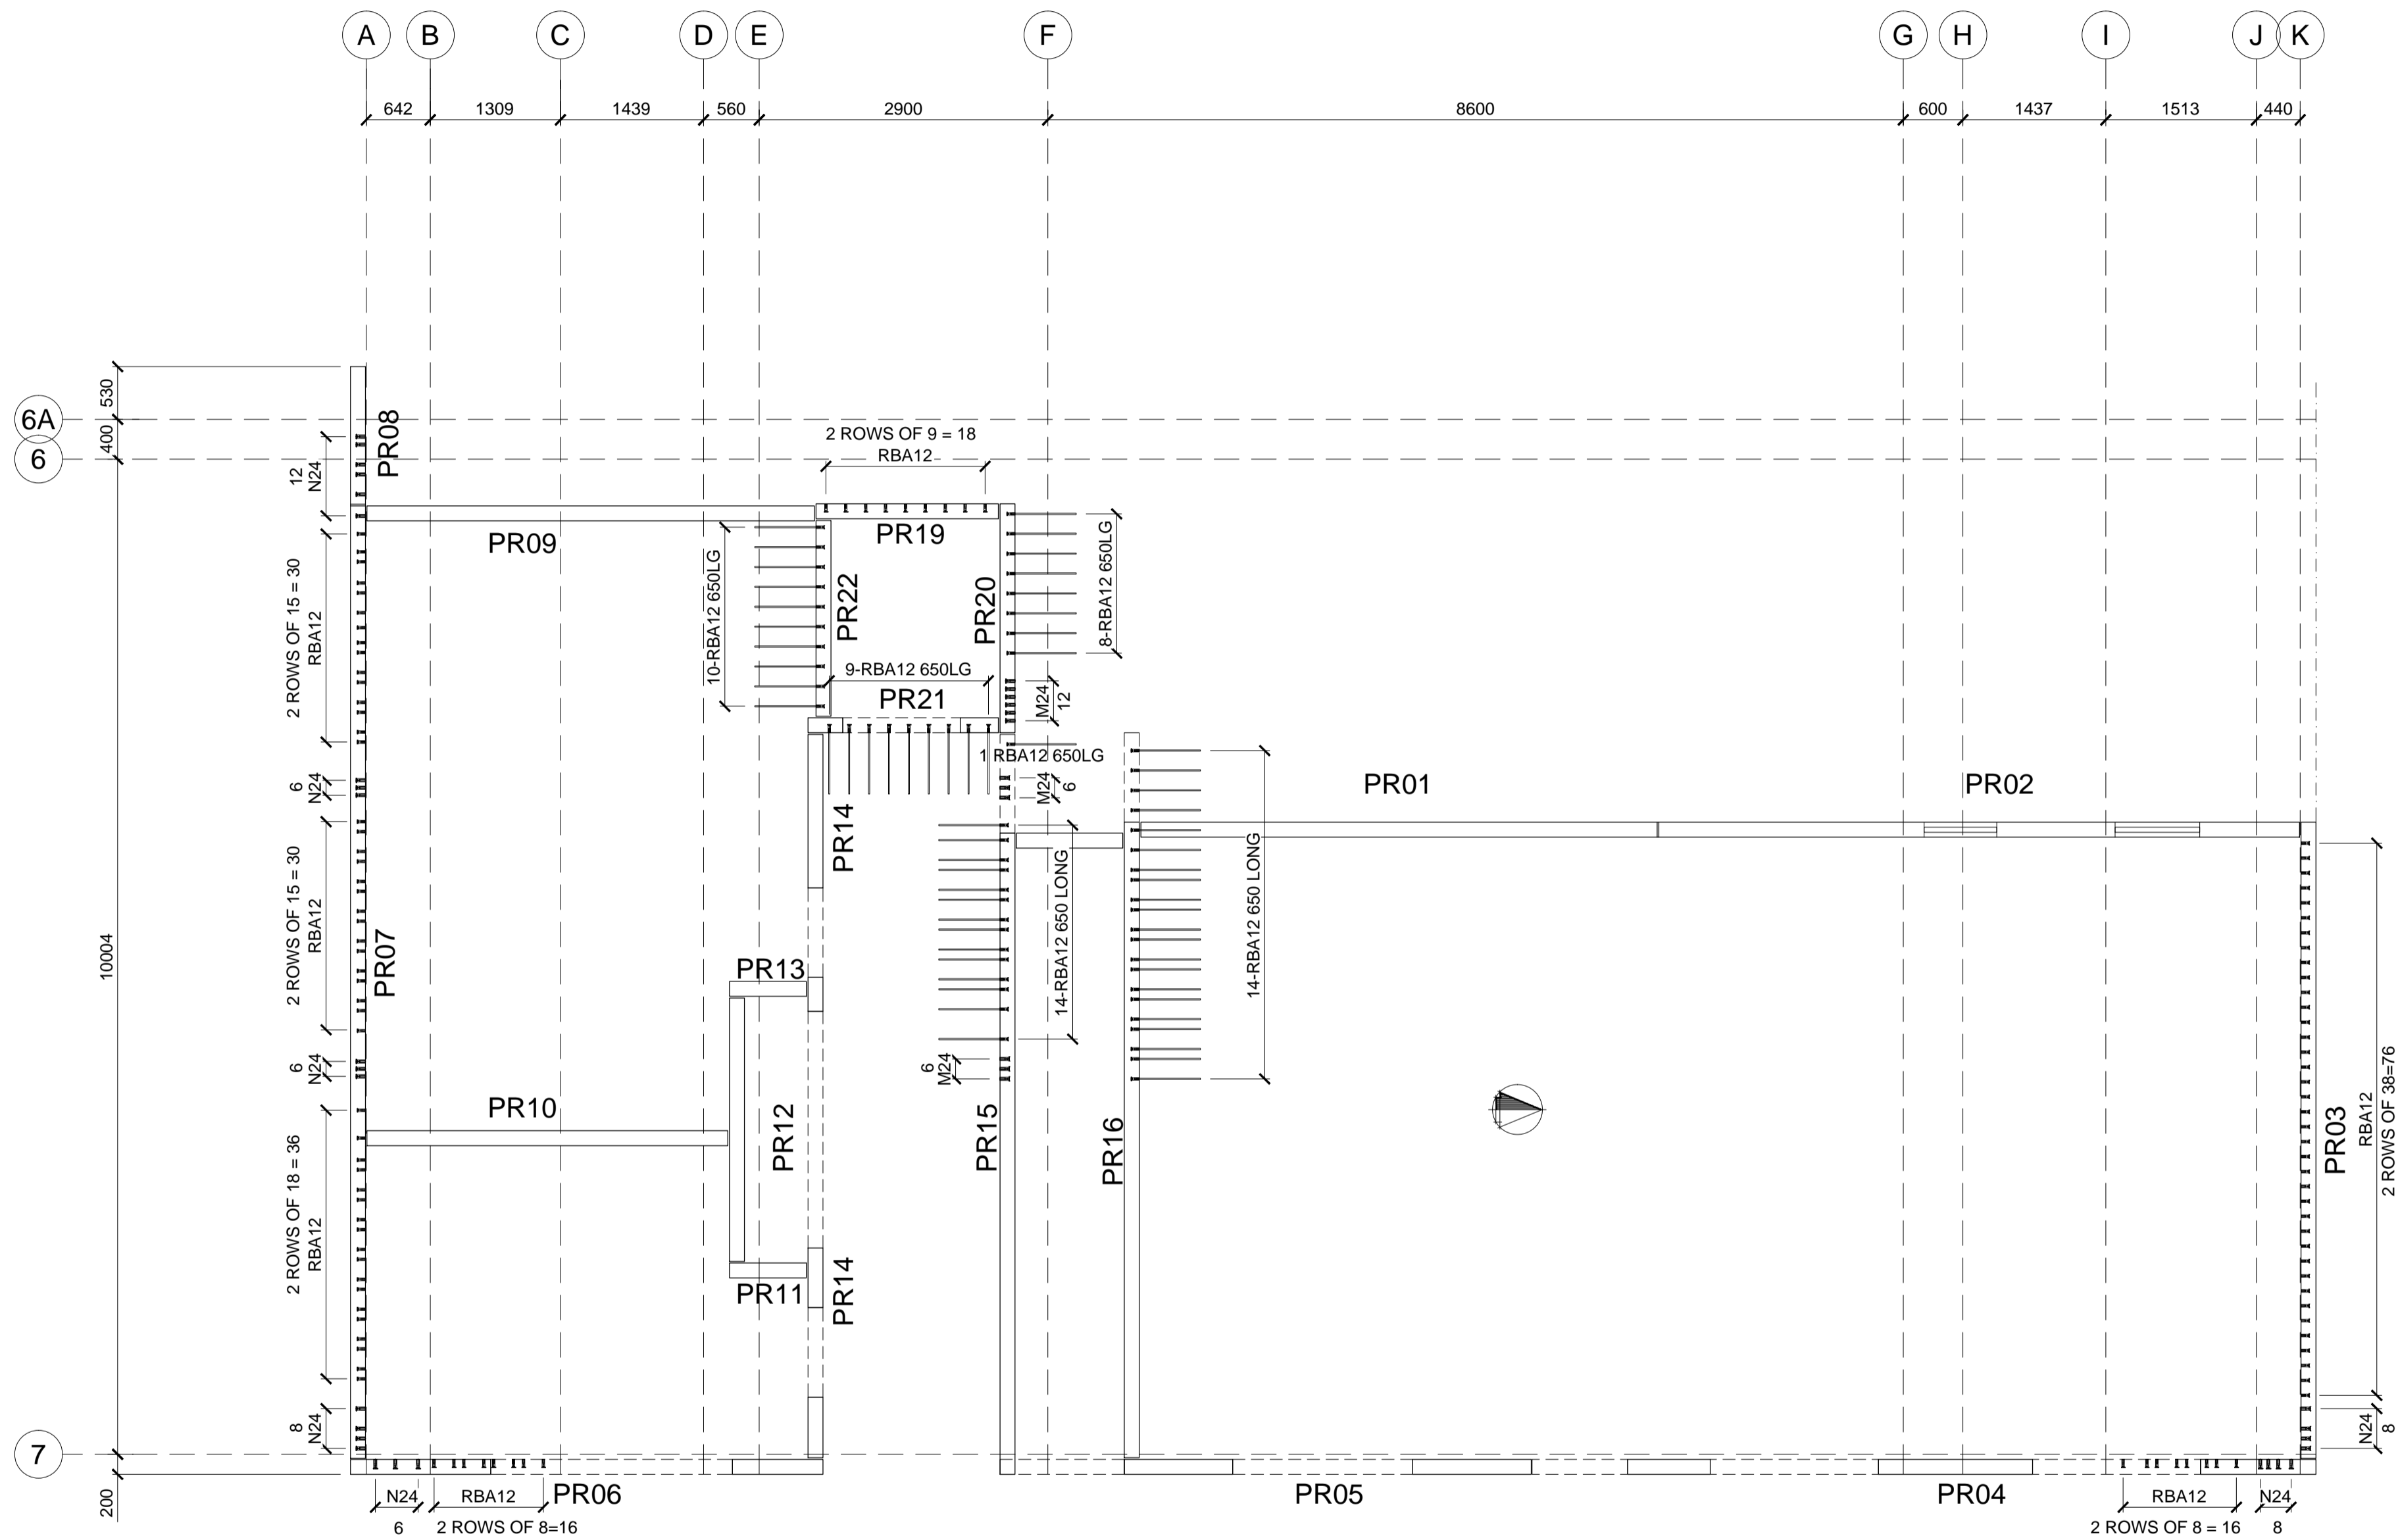 A B C D E F G H I J K
642 1309 1439 560 2900 8600 600 1437 1513 440
530
6A
400
6
10004
7
200
PR08
12
N24
2 ROWS OF 9 = 18
RBA12
PR09
PR19
2 ROWS OF 15 = 30
RBA12
10-RBA12 650LG
PR22
PR20
8-RBA12 650LG
9-RBA12 650LG
PR21
M24
12
1 RBA12 650LG
6
N24
M24
6
PR01
PR02
PR14
2 ROWS OF 15 = 30
RBA12
PR07
14-RBA12 650 LONG
14-RBA12 650 LONG
PR13
6
N24
6
M24
PR10
PR12
PR15
PR16
PR03
RBA12
2 ROWS OF 38=76
2 ROWS OF 18 = 36
RBA12
PR11
PR14
8
N24
N24
8
N24
RBA12
PR06
PR05
PR04
RBA12
N24
6
2 ROWS OF 8=16
2 ROWS OF 8 = 16
8